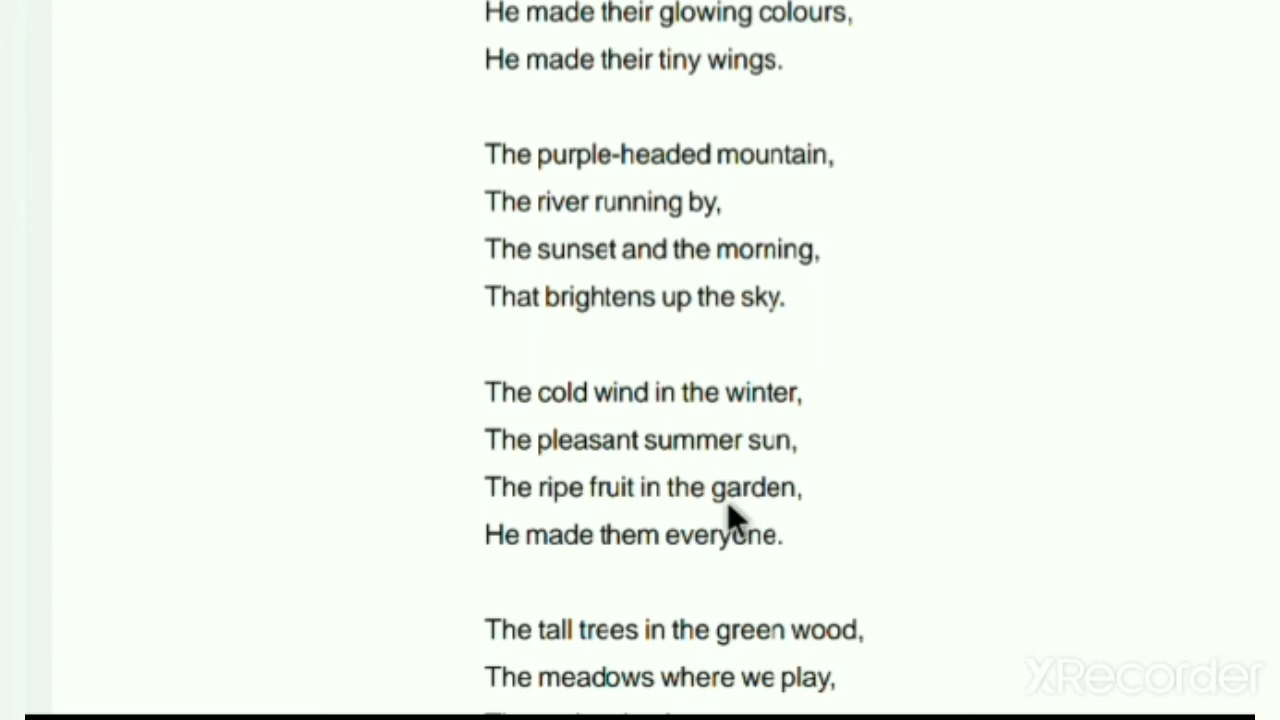 He made their glowing colours,
He made their tiny wings.
The purple-headed mountain,
The river running by,
The sunset and the morning,
That brightens up the sky.
The cold wind in the winter,
The pleasant summer sun,
The ripe fruit in the garden,
He made them everyone.
The tall trees in the green wood,
The meadows where we play,
XRecorder